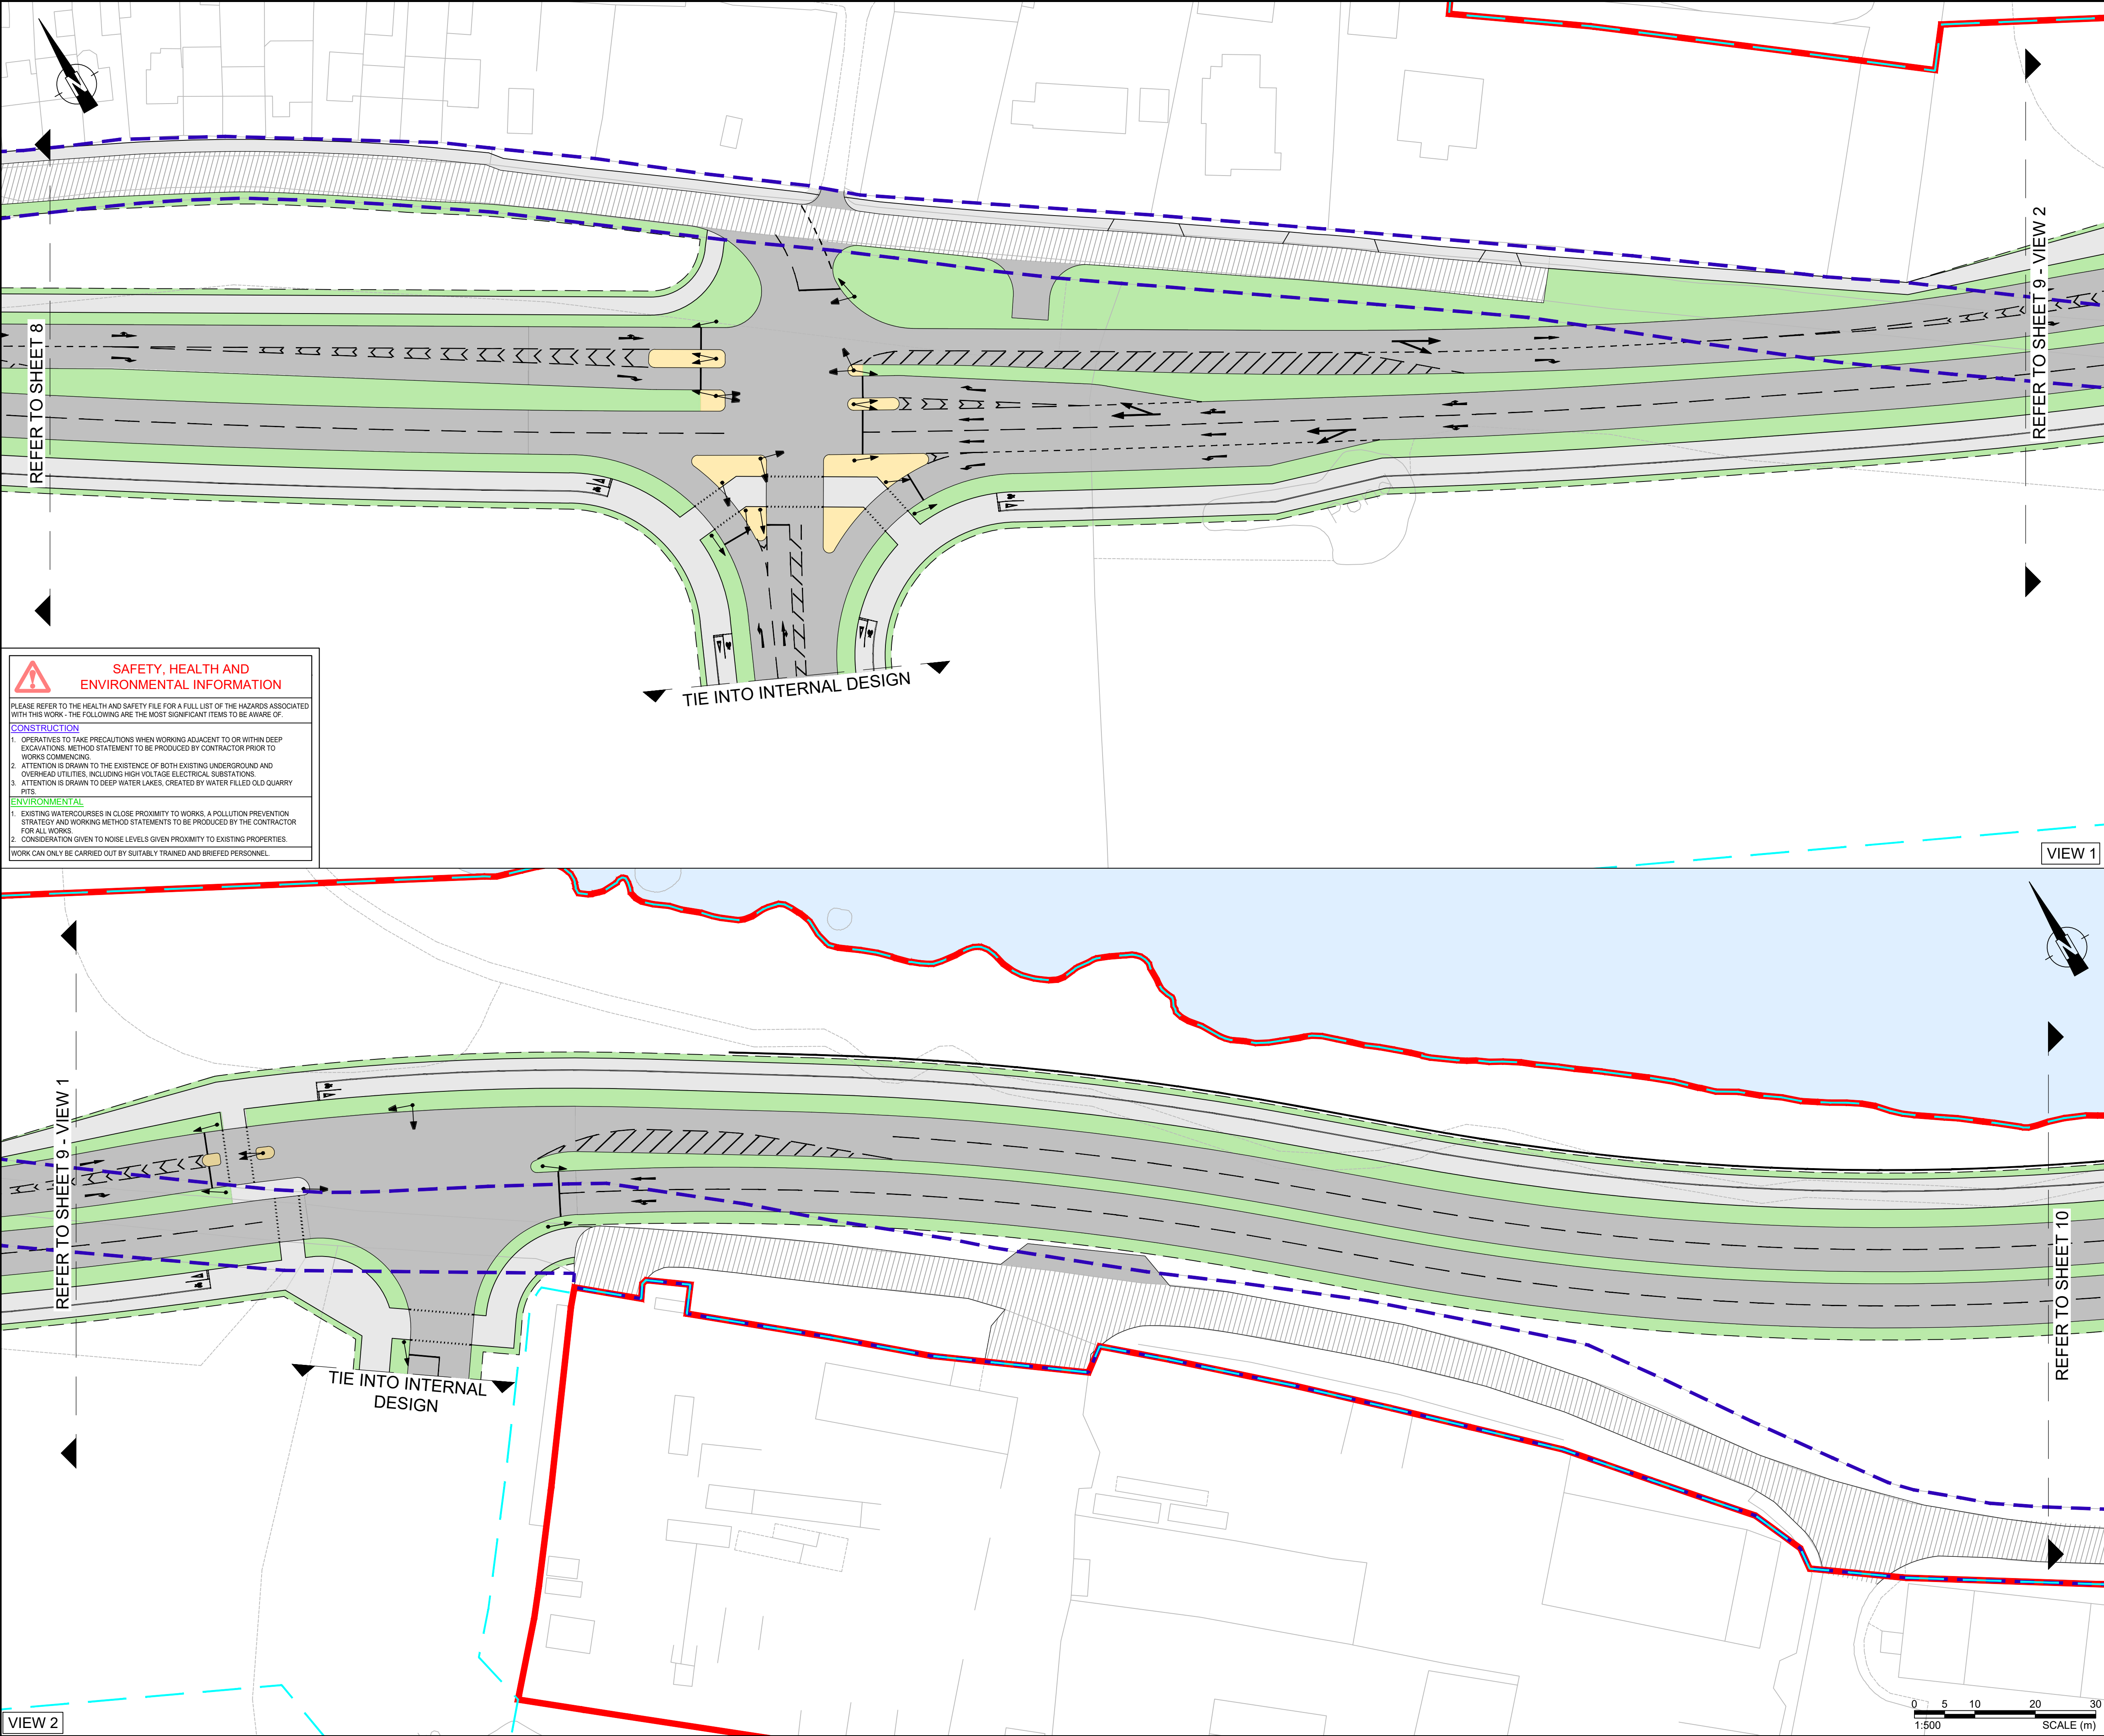 REFER TO SHEET 8
REFER TO SHEET 9 - VIEW 2
TIE INTO INTERNAL DESIGN
SAFETY, HEALTH AND
ENVIRONMENTAL INFORMATION
PLEASE REFER TO THE HEALTH AND SAFETY FILE FOR A FULL LIST OF THE HAZARDS ASSOCIATED
WITH THIS WORK - THE FOLLOWING ARE THE MOST SIGNIFICANT ITEMS TO BE AWARE OF.
CONSTRUCTION
1. OPERATIVES TO TAKE PRECAUTIONS WHEN WORKING ADJACENT TO OR WITHIN DEEP
EXCAVATIONS. METHOD STATEMENT TO BE PRODUCED BY CONTRACTOR PRIOR TO
WORKS COMMENCING.
2. ATTENTION IS DRAWN TO THE EXISTENCE OF BOTH EXISTING UNDERGROUND AND
OVERHEAD UTILITIES, INCLUDING HIGH VOLTAGE ELECTRICAL SUBSTATIONS.
3. ATTENTION IS DRAWN TO DEEP WATER LAKES, CREATED BY WATER FILLED OLD QUARRY
PITS.
ENVIRONMENTAL
1. EXISTING WATERCOURSES IN CLOSE PROXIMITY TO WORKS, A POLLUTION PREVENTION
STRATEGY AND WORKING METHOD STATEMENTS TO BE PRODUCED BY THE CONTRACTOR
FOR ALL WORKS.
2. CONSIDERATION GIVEN TO NOISE LEVELS GIVEN PROXIMITY TO EXISTING PROPERTIES.
WORK CAN ONLY BE CARRIED OUT BY SUITABLY TRAINED AND BRIEFED PERSONNEL.
VIEW 1
REFER TO SHEET 9 - VIEW 1
TIE INTO INTERNAL
DESIGN
REFER TO SHEET 10
VIEW 2
0 5 10 20 30
1:500 SCALE (m)